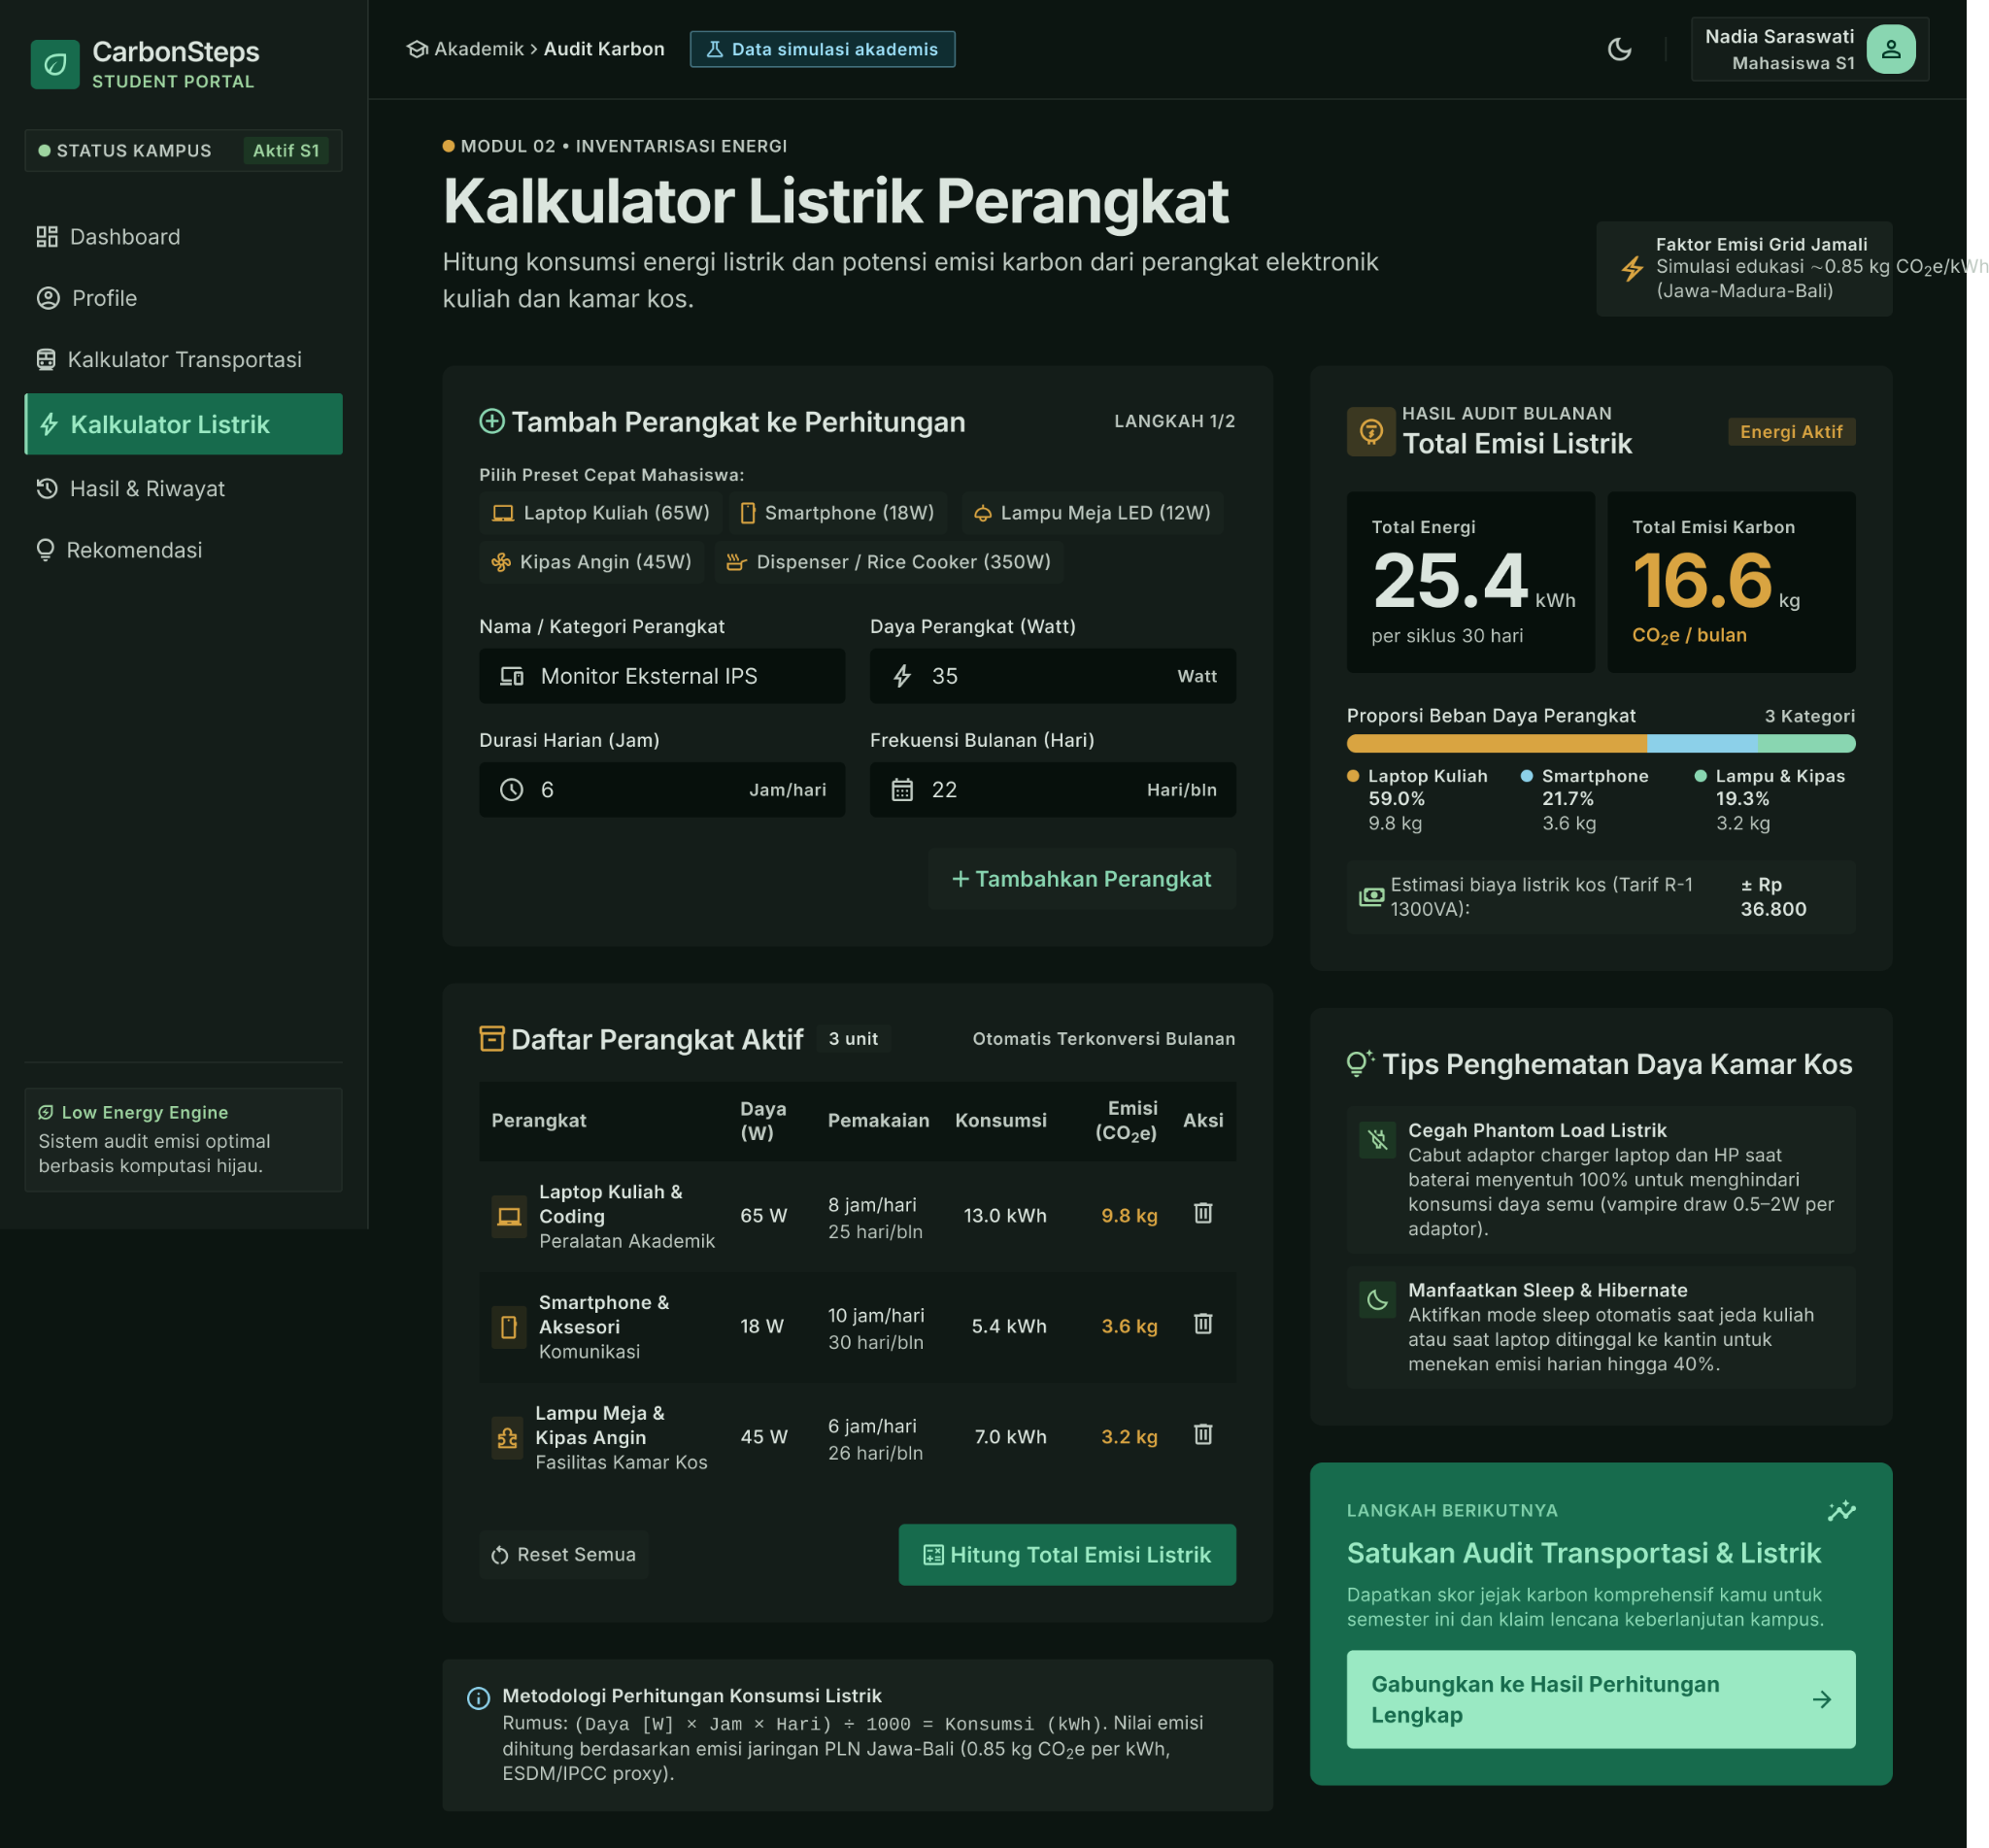 CarbonSteps
STUDENT PORTAL
STATUS KAMPUS
Aktif S1
Dashboard
Profile
Kalkulator Transportasi
Kalkulator Listrik
Hasil & Riwayat
Rekomendasi
Low Energy Engine
Sistem audit emisi optimal
berbasis komputasi hijau.
Akademik › Audit Karbon
Data simulasi akademis
Nadia Saraswati
Mahasiswa S1
MODUL 02 • INVENTARISASI ENERGI
Kalkulator Listrik Perangkat
Hitung konsumsi energi listrik dan potensi emisi karbon dari perangkat elektronik
kuliah dan kamar kos.
Faktor Emisi Grid Jamali
Simulasi edukasi ~0.85 kg CO₂e/kWh
(Jawa-Madura-Bali)
Tambah Perangkat ke Perhitungan
LANGKAH 1/2
Pilih Preset Cepat Mahasiswa:
Laptop Kuliah (65W)
Smartphone (18W)
Lampu Meja LED (12W)
Kipas Angin (45W)
Dispenser / Rice Cooker (350W)
Nama / Kategori Perangkat
Monitor Eksternal IPS
Daya Perangkat (Watt)
35 Watt
Durasi Harian (Jam)
6 Jam/hari
Frekuensi Bulanan (Hari)
22 Hari/bln
+ Tambahkan Perangkat
Daftar Perangkat Aktif
3 unit
Otomatis Terkonversi Bulanan
Perangkat
Daya
(W)
Pemakaian
Konsumsi
Emisi
(CO₂e)
Aksi
Laptop Kuliah &
Coding
Peralatan Akademik
65 W
8 jam/hari
25 hari/bln
13.0 kWh
9.8 kg
Smartphone &
Aksesori
Komunikasi
18 W
10 jam/hari
30 hari/bln
5.4 kWh
3.6 kg
Lampu Meja &
Kipas Angin
Fasilitas Kamar Kos
45 W
6 jam/hari
26 hari/bln
7.0 kWh
3.2 kg
Reset Semua
Hitung Total Emisi Listrik
Metodologi Perhitungan Konsumsi Listrik
Rumus: (Daya [W] × Jam × Hari) ÷ 1000 = Konsumsi (kWh). Nilai emisi
dihitung berdasarkan emisi jaringan PLN Jawa-Bali (0.85 kg CO₂e per kWh,
ESDM/IPCC proxy).
HASIL AUDIT BULANAN
Total Emisi Listrik
Energi Aktif
Total Energi
25.4 kWh
per siklus 30 hari
Total Emisi Karbon
16.6 kg
CO₂e / bulan
Proporsi Beban Daya Perangkat
3 Kategori
Laptop Kuliah
59.0%
9.8 kg
Smartphone
21.7%
3.6 kg
Lampu & Kipas
19.3%
3.2 kg
Estimasi biaya listrik kos (Tarif R-1
1300VA):
± Rp
36.800
Tips Penghematan Daya Kamar Kos
Cegah Phantom Load Listrik
Cabut adaptor charger laptop dan HP saat
baterai menyentuh 100% untuk menghindari
konsumsi daya semu (vampire draw 0.5–2W per
adaptor).
Manfaatkan Sleep & Hibernate
Aktifkan mode sleep otomatis saat jeda kuliah
atau saat laptop ditinggal ke kantin untuk
menekan emisi harian hingga 40%.
LANGKAH BERIKUTNYA
Satukan Audit Transportasi & Listrik
Dapatkan skor jejak karbon komprehensif kamu untuk
semester ini dan klaim lencana keberlanjutan kampus.
Gabungkan ke Hasil Perhitungan
Lengkap